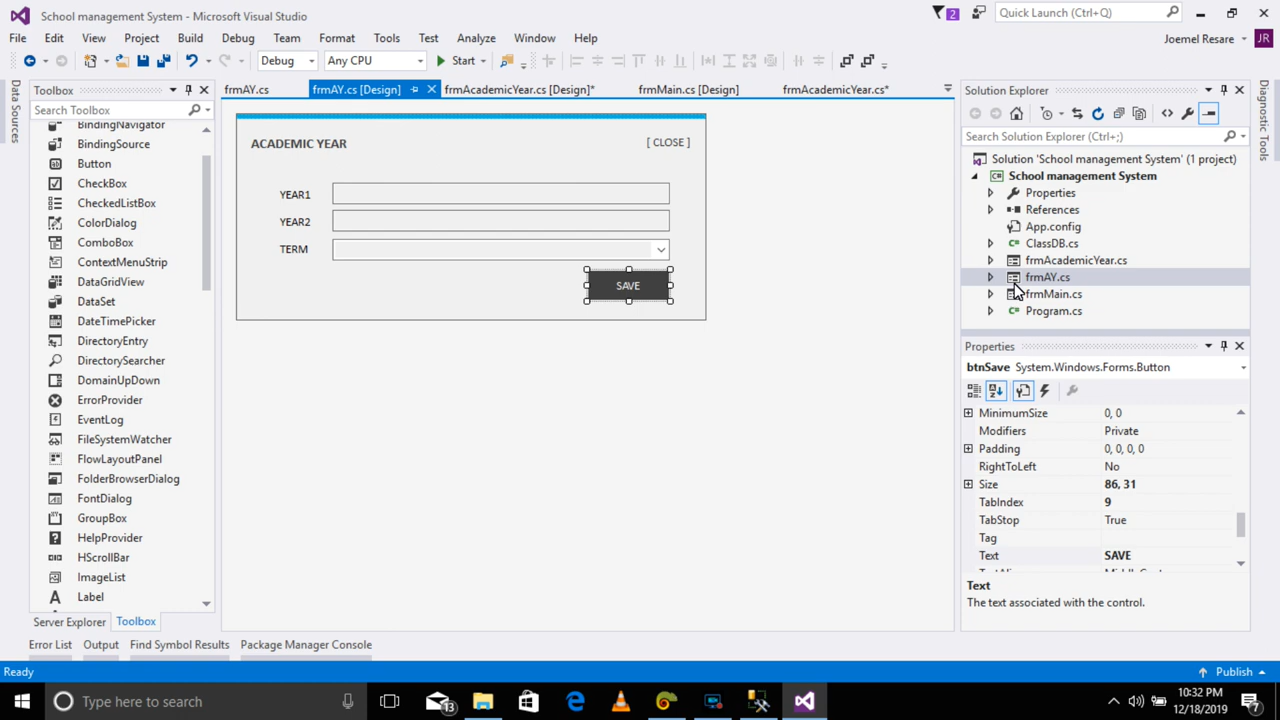 School management System - Microsoft Visual Studio
2
Quick Launch (Ctrl+Q)
File Edit View Project Build Debug Team Format Tools Test Analyze Window Help
Joemel Resare JR
Debug Any CPU Start
Data Sources
Toolbox
Search Toolbox
BindingNavigator
BindingSource
Button
CheckBox
CheckedListBox
ColorDialog
ComboBox
ContextMenuStrip
DataGridView
DataSet
DateTimePicker
DirectoryEntry
DirectorySearcher
DomainUpDown
ErrorProvider
EventLog
FileSystemWatcher
FlowLayoutPanel
FolderBrowserDialog
FontDialog
GroupBox
HelpProvider
HScrollBar
ImageList
Label
Server Explorer Toolbox
frmAY.cs frmAY.cs [Design] frmAcademicYear.cs [Design]* frmMain.cs [Design] frmAcademicYear.cs*
ACADEMIC YEAR [ CLOSE ]
YEAR1
YEAR2
TERM
SAVE
Solution Explorer
Search Solution Explorer (Ctrl+;)
Solution 'School management System' (1 project)
School management System
Properties
References
App.config
ClassDB.cs
frmAcademicYear.cs
frmAY.cs
frmMain.cs
Program.cs
Diagnostic Tools
Properties
btnSave System.Windows.Forms.Button
MinimumSize 0, 0
Modifiers Private
Padding 0, 0, 0, 0
RightToLeft No
Size 86, 31
TabIndex 9
TabStop True
Tag
Text SAVE
Text
The text associated with the control.
Error List Output Find Symbol Results Package Manager Console
Ready Publish
Type here to search
13
10:32 PM
12/18/2019
7